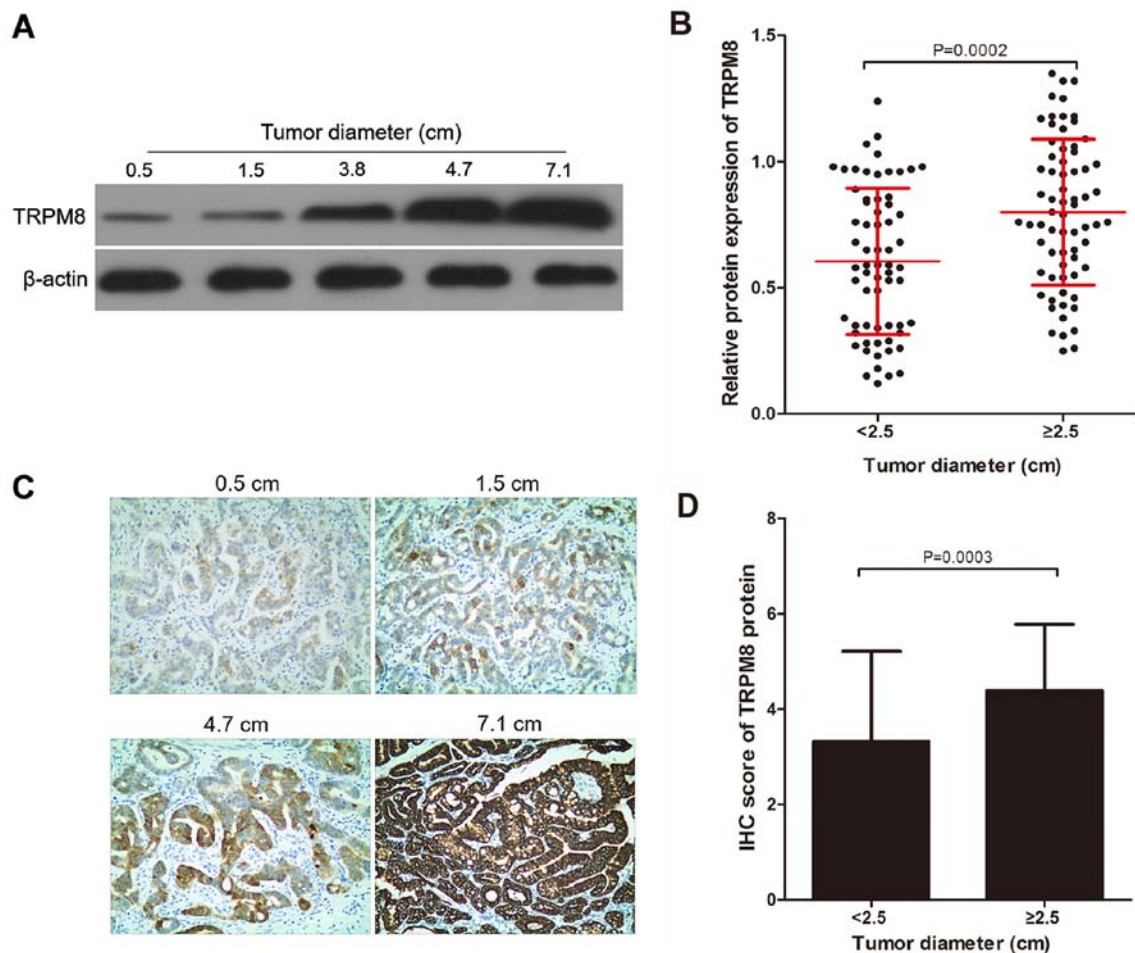 A
Tumor diameter (cm)
0.5 1.5 3.8 4.7 7.1
TRPM8
β-actin
B
Relative protein expression of TRPM8
1.5
1.0
0.5
0.0
P=0.0002
<2.5 ≥2.5
Tumor diameter (cm)
C
0.5 cm 1.5 cm
4.7 cm 7.1 cm
D
IHC score of TRPM8 protein
8
6
4
2
0
P=0.0003
<2.5 ≥2.5
Tumor diameter (cm)